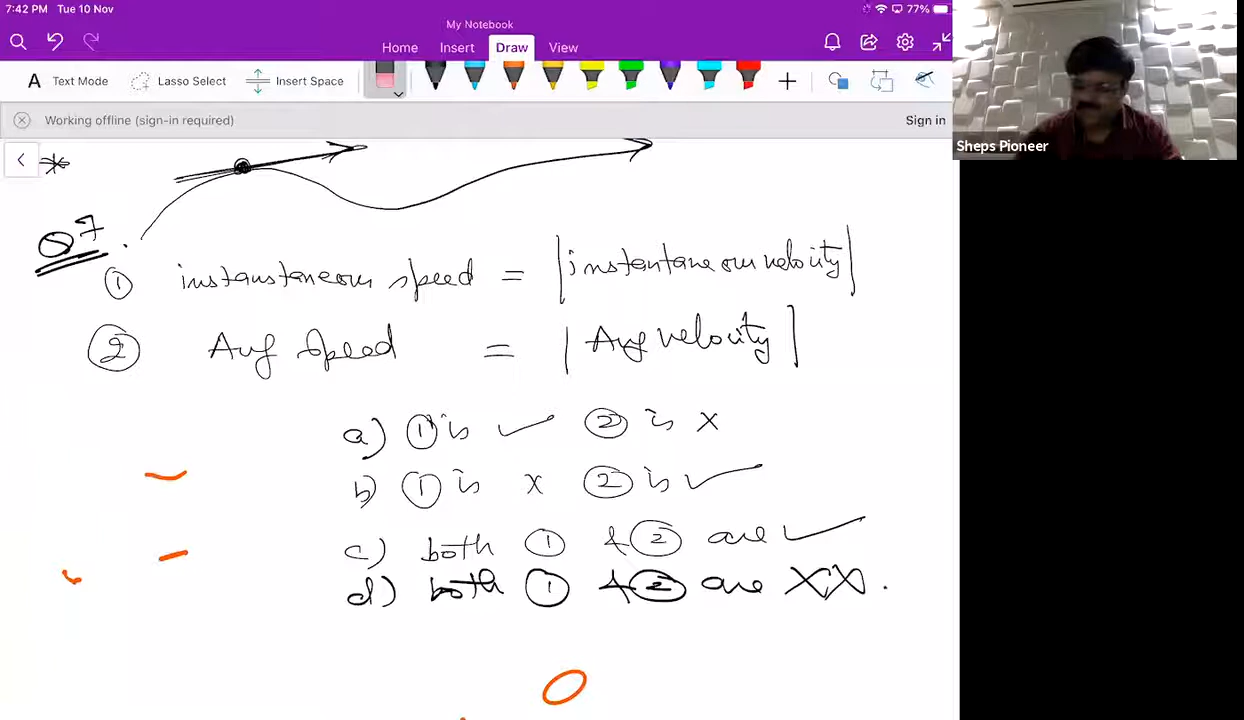 7:42 PM Tue 10 Nov
77%
My Notebook
Home Insert Draw View
A Text Mode Lasso Select Insert Space
Working offline (sign-in required)
Sign in
Sheps Pioneer
*
Q7.
① instaustaneous speed = |instantaneous velocity|
② Avg Speed = |Avg velocity|
a) ① is ✓ ② is x
b) ① is x ② is ✓
c) both ① & ② are ✓
d) both ① & ② are XX.